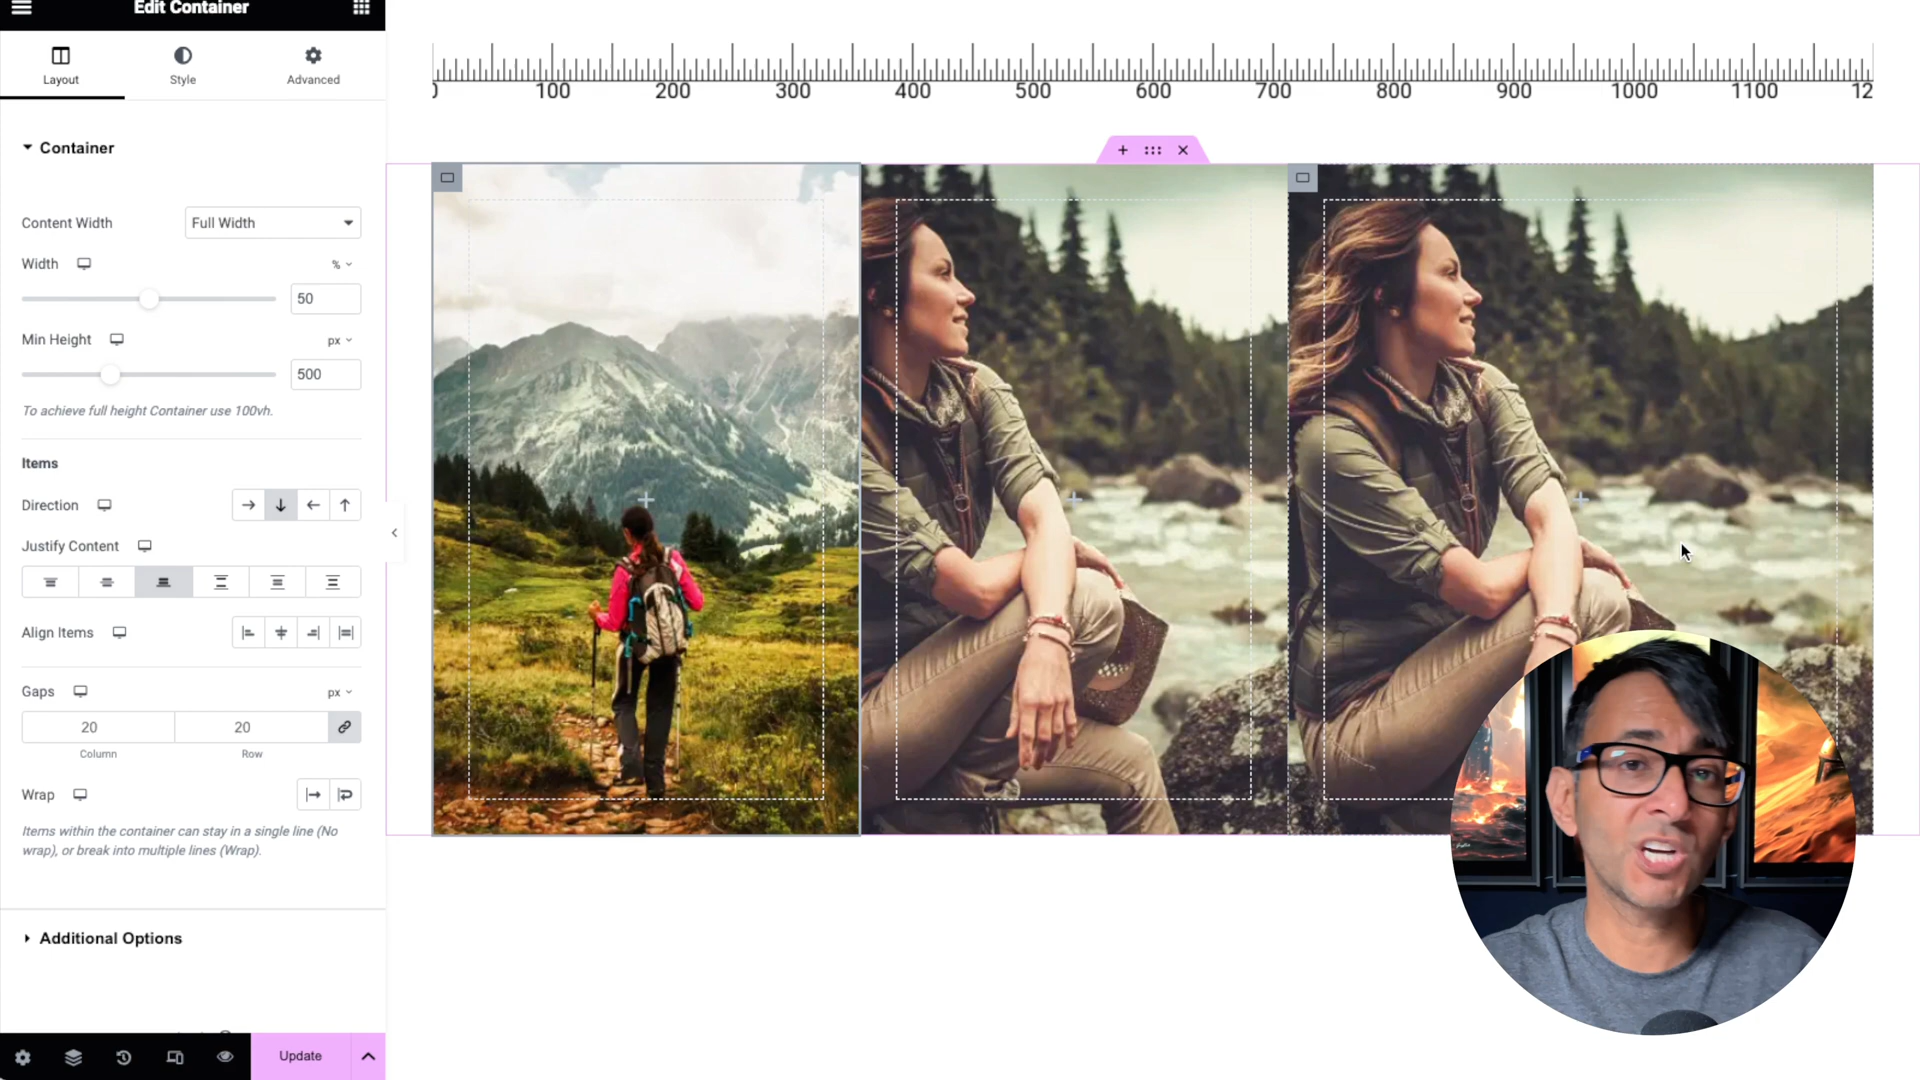 Edit Container
Layout
Style
Advanced
0 100 200 300 400 500 600 700 800 900 1000 1100 12
Container
Content Width
Full Width
Width
%
50
Min Height
px
500
To achieve full height Container use 100vh.
Items
Direction
Justify Content
Align Items
Gaps
px
20
20
Column
Row
Wrap
Items within the container can stay in a single line (No
wrap), or break into multiple lines (Wrap).
Additional Options
Update